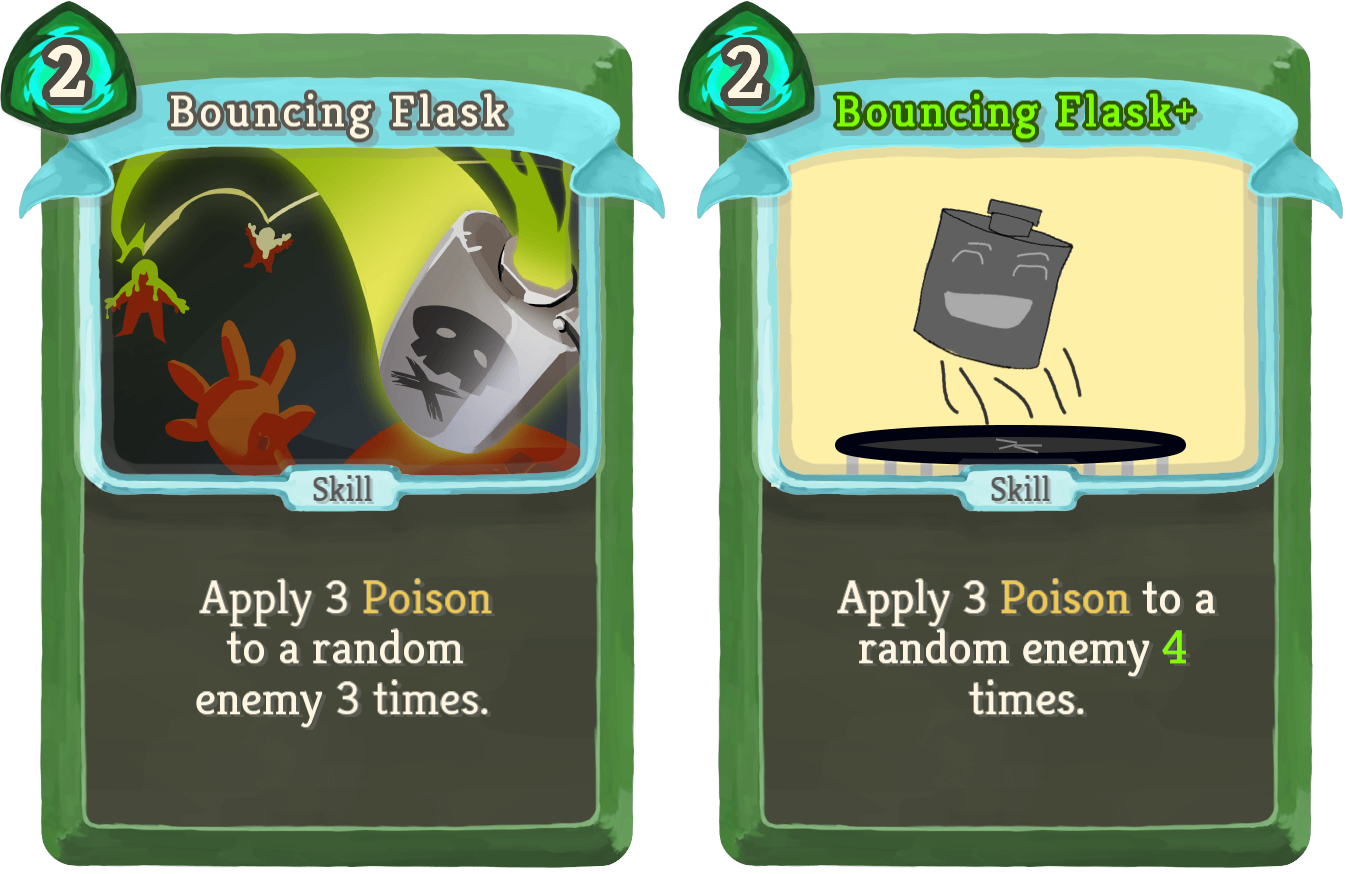 2
Bouncing Flask
Skill
Apply 3 Poison
to a random
enemy 3 times.
2
Bouncing Flask+
Skill
Apply 3 Poison to a
random enemy 4
times.